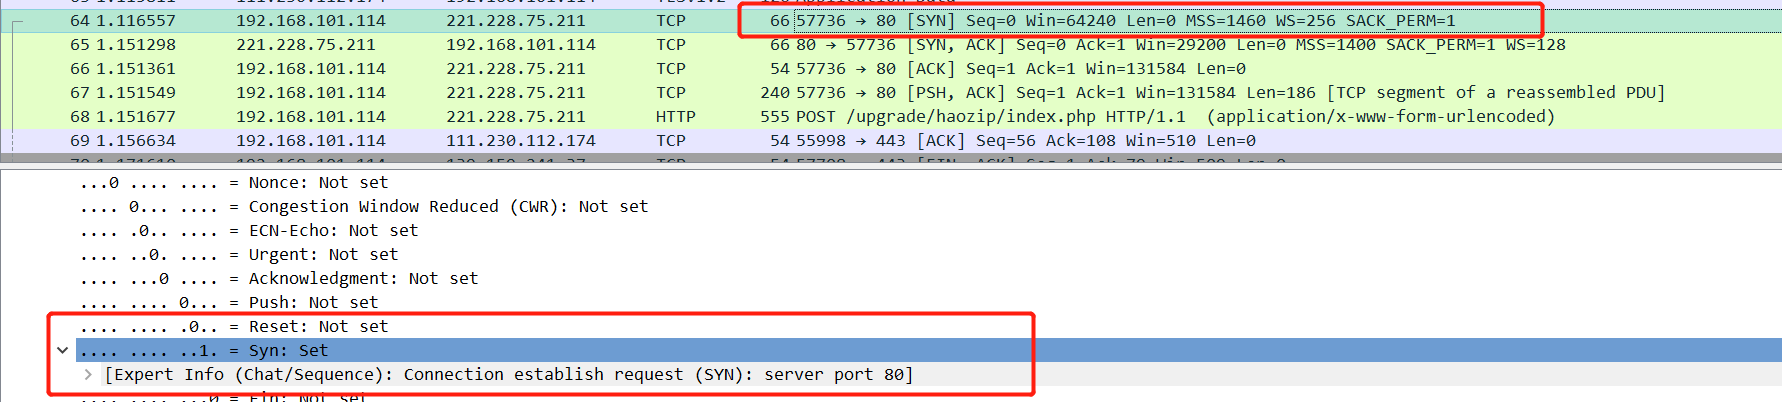 64 1.116557 192.168.101.114 221.228.75.211 TCP 66 57736 → 80 [SYN] Seq=0 Win=64240 Len=0 MSS=1460 WS=256 SACK_PERM=1
65 1.151298 221.228.75.211 192.168.101.114 TCP 66 80 → 57736 [SYN, ACK] Seq=0 Ack=1 Win=29200 Len=0 MSS=1400 SACK_PERM=1 WS=128
66 1.151361 192.168.101.114 221.228.75.211 TCP 54 57736 → 80 [ACK] Seq=1 Ack=1 Win=131584 Len=0
67 1.151549 192.168.101.114 221.228.75.211 TCP 240 57736 → 80 [PSH, ACK] Seq=1 Ack=1 Win=131584 Len=186 [TCP segment of a reassembled PDU]
68 1.151677 192.168.101.114 221.228.75.211 HTTP 555 POST /upgrade/haozip/index.php HTTP/1.1 (application/x-www-form-urlencoded)
69 1.156634 192.168.101.114 111.230.112.174 TCP 54 55998 → 443 [ACK] Seq=56 Ack=108 Win=510 Len=0
...0 .... .... = Nonce: Not set
.... 0... .... = Congestion Window Reduced (CWR): Not set
.... .0.. .... = ECN-Echo: Not set
.... ..0. .... = Urgent: Not set
.... ...0 .... = Acknowledgment: Not set
.... .... 0... = Push: Not set
.... .... .0.. = Reset: Not set
.... .... ..1. = Syn: Set
[Expert Info (Chat/Sequence): Connection establish request (SYN): server port 80]